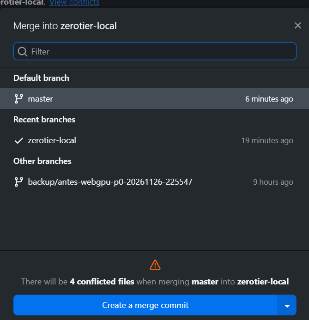 zerotier-local. View conflicts
Merge into zerotier-local
Filter
Default branch
master 6 minutes ago
Recent branches
zerotier-local 19 minutes ago
Other branches
backup/antes-webgpu-p0-20261126-225547 9 hours ago
There will be 4 conflicted files when merging master into zerotier-local
Create a merge commit